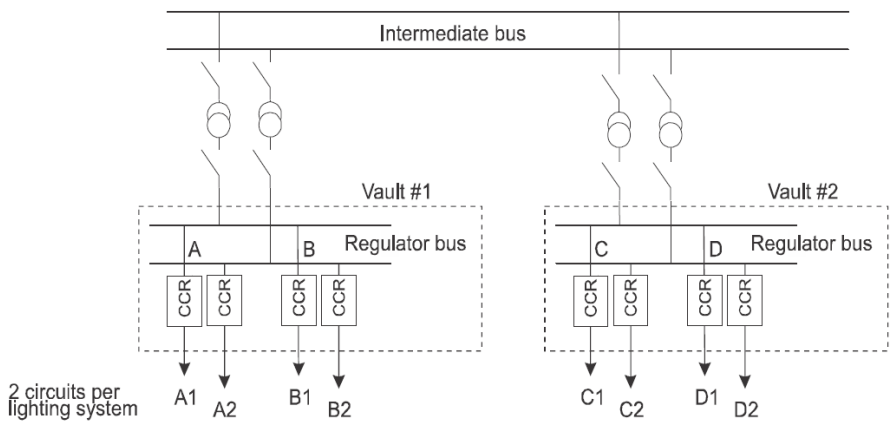 Intermediate bus
Vault #1
Vault #2
A
B
Regulator bus
C
D
Regulator bus
CCR
CCR
CCR
CCR
CCR
CCR
CCR
CCR
2 circuits per
lighting system
A1
A2
B1
B2
C1
C2
D1
D2